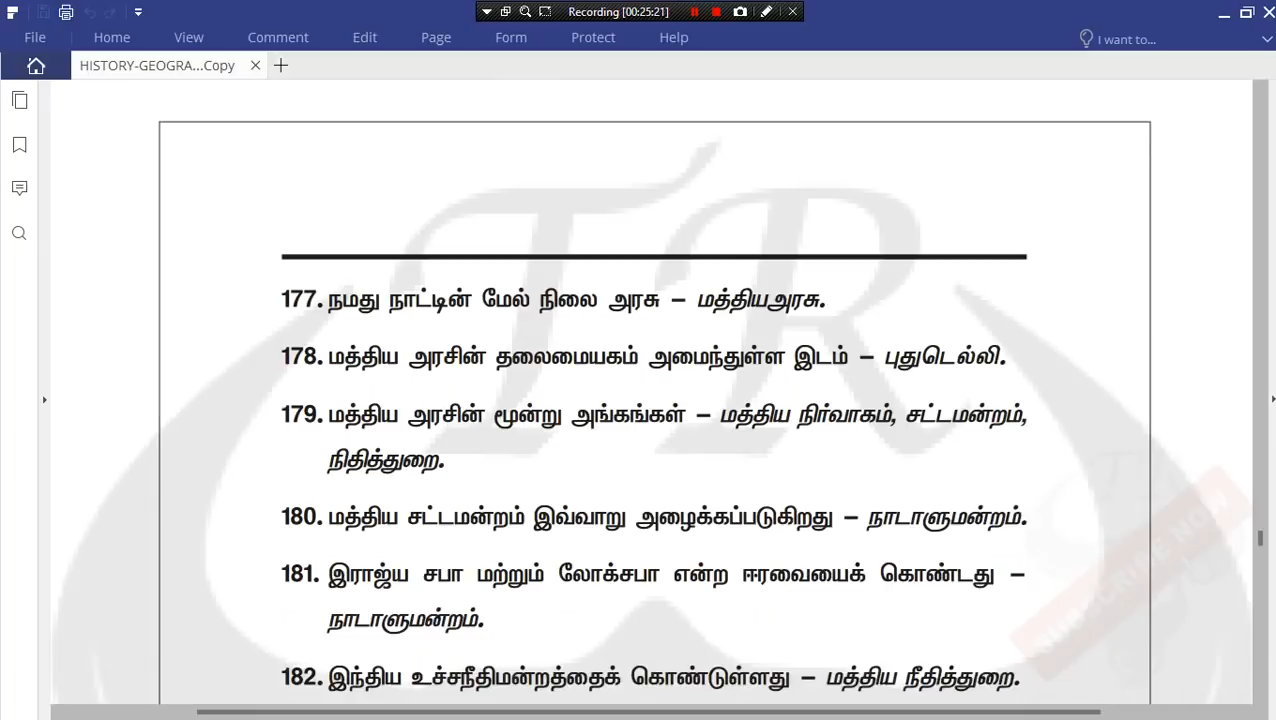 Recording [00:25:21]
File Home View Comment Edit Page Form Protect Help I want to...
HISTORY-GEOGRA...Copy
TR
177. நமது நாட்டின் மேல் நிலை அரசு – மத்தியஅரசு.
178. மத்திய அரசின் தலைமையகம் அமைந்துள்ள இடம் – புதுடெல்லி.
179. மத்திய அரசின் மூன்று அங்கங்கள் – மத்திய நிர்வாகம், சட்டமன்றம்,
நிதித்துறை.
180. மத்திய சட்டமன்றம் இவ்வாறு அழைக்கப்படுகிறது – நாடாளுமன்றம்.
181. இராஜ்ய சபா மற்றும் லோக்சபா என்ற ஈரவையைக் கொண்டது –
நாடாளுமன்றம்.
182. இந்திய உச்சநீதிமன்றத்தைக் கொண்டுள்ளது – மத்திய நீதித்துறை.
SUBSCRIBE NOW